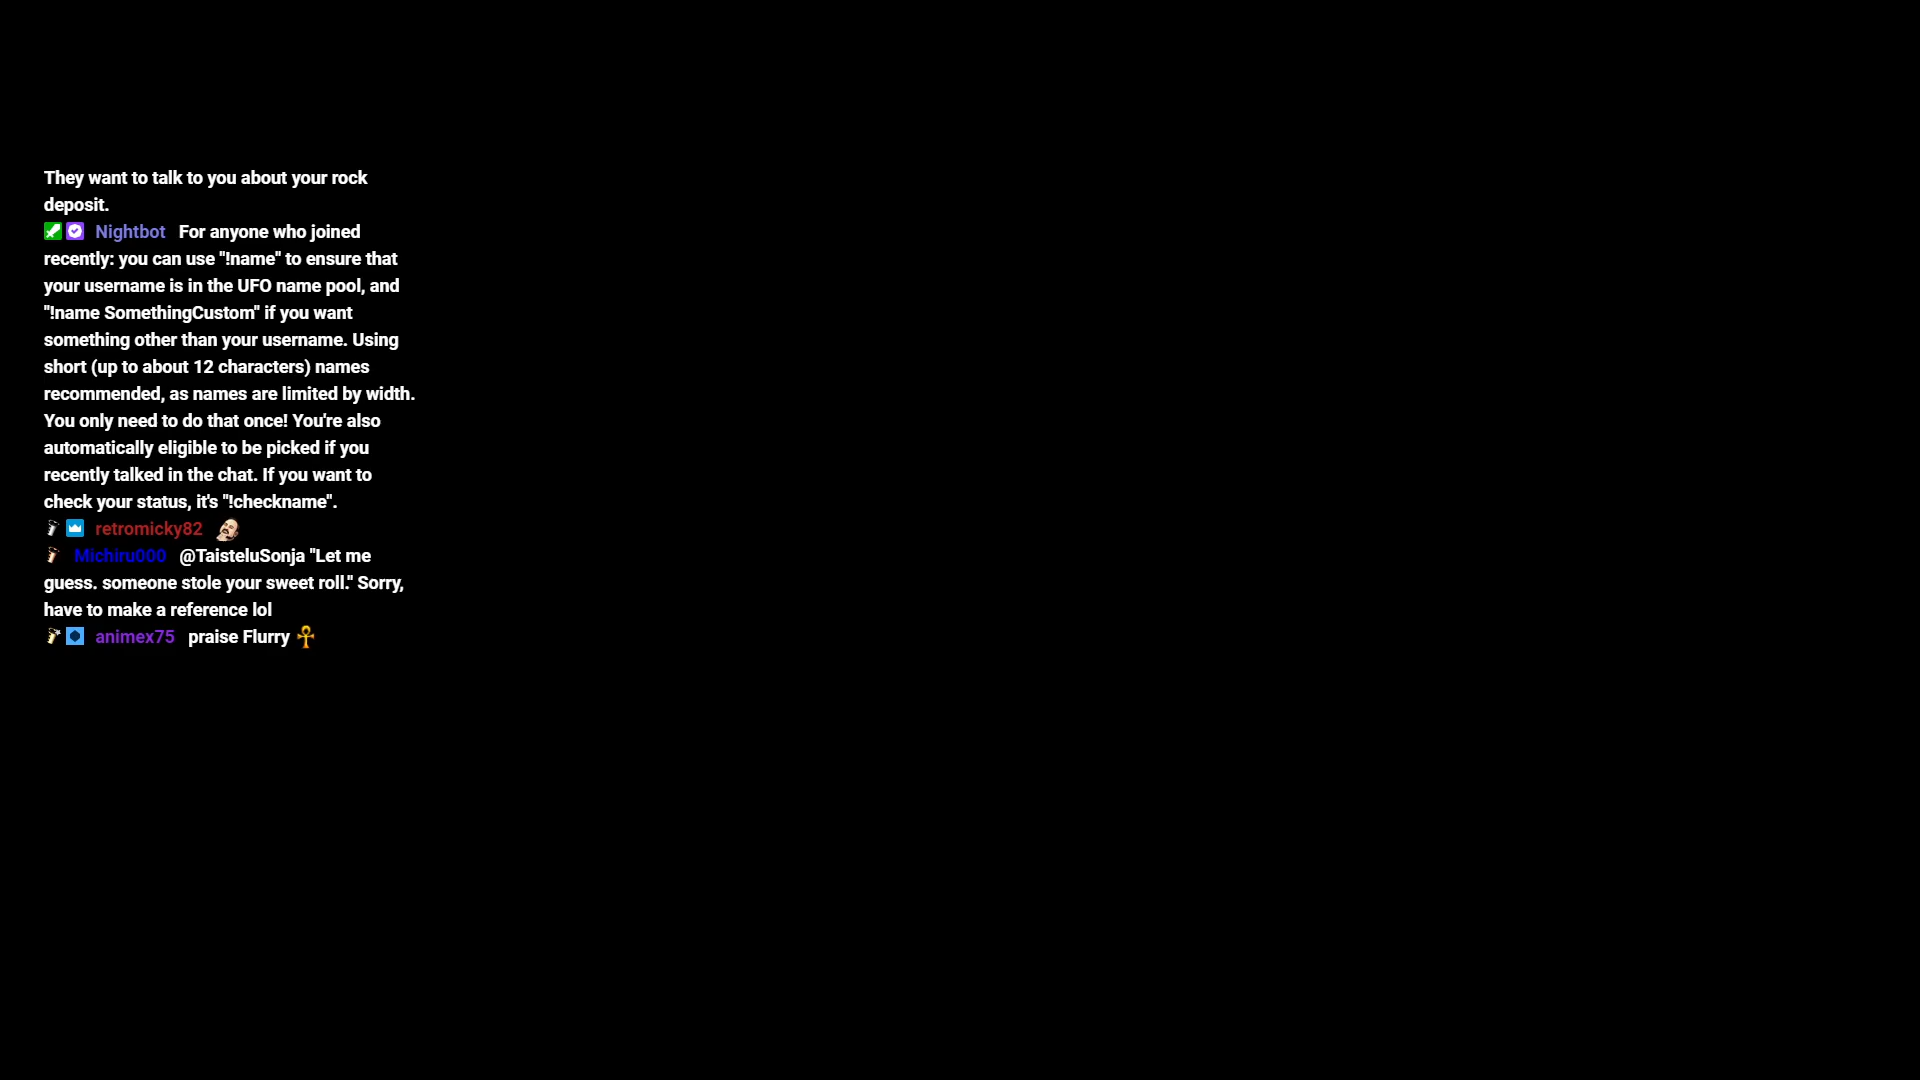 They want to talk to you about your rock
deposit.
Nightbot For anyone who joined
recently: you can use "!name" to ensure that
your username is in the UFO name pool, and
"!name SomethingCustom" if you want
something other than your username. Using
short (up to about 12 characters) names
recommended, as names are limited by width.
You only need to do that once! You're also
automatically eligible to be picked if you
recently talked in the chat. If you want to
check your status, it's "!checkname".
retromicky82
Michiru000 @TaisteluSonja "Let me
guess. someone stole your sweet roll." Sorry,
have to make a reference lol
animex75 praise Flurry